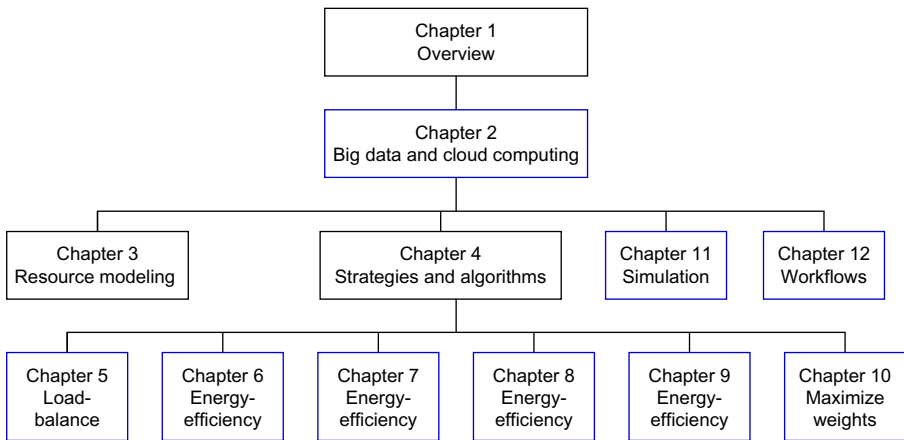 Chapter 1
Overview
Chapter 2
Big data and cloud computing
Chapter 3
Resource modeling
Chapter 4
Strategies and algorithms
Chapter 11
Simulation
Chapter 12
Workflows
Chapter 5
Load-
balance
Chapter 6
Energy-
efficiency
Chapter 7
Energy-
efficiency
Chapter 8
Energy-
efficiency
Chapter 9
Energy-
efficiency
Chapter 10
Maximize
weights